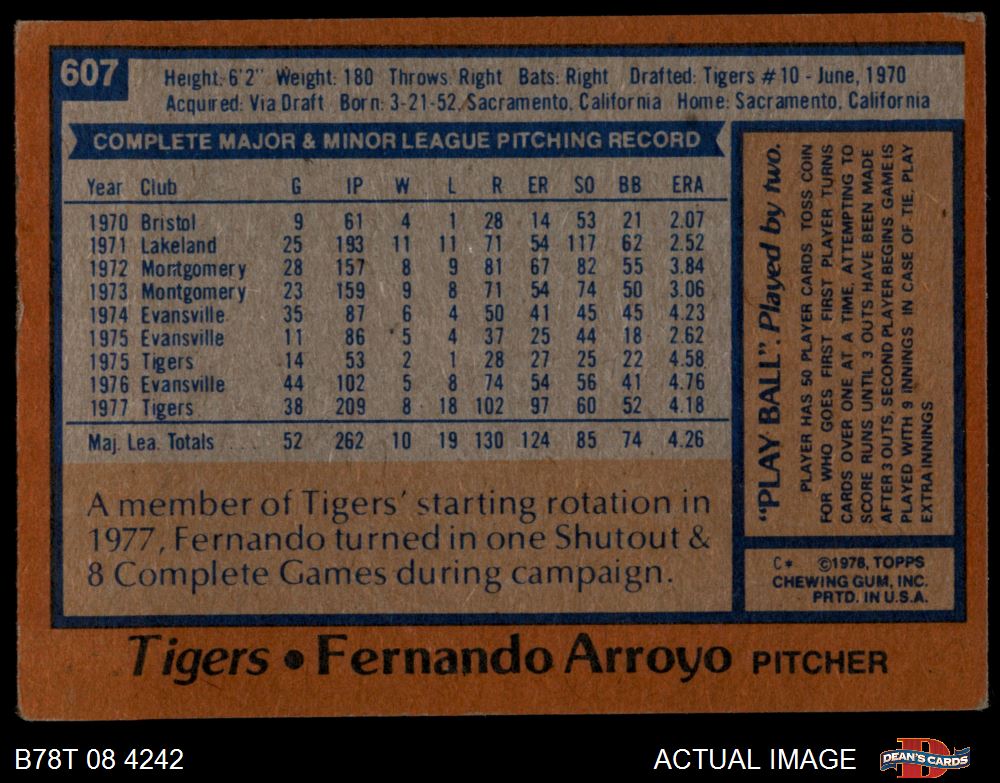 607
Height: 6'2" Weight: 180 Throws: Right Bats: Right Drafted: Tigers #10 - June, 1970
Acquired: Via Draft Born: 3-21-52, Sacramento, California Home: Sacramento, California
COMPLETE MAJOR & MINOR LEAGUE PITCHING RECORD
Year Club G IP W L R ER SO BB ERA
1970 Bristol 9 61 4 1 28 14 53 21 2.07
1971 Lakeland 25 193 11 11 71 54 117 62 2.52
1972 Montgomery 28 157 8 9 81 67 82 55 3.84
1973 Montgomery 23 159 9 8 71 54 74 50 3.06
1974 Evansville 35 87 6 4 50 41 45 45 4.23
1975 Evansville 11 86 5 4 37 25 44 18 2.62
1975 Tigers 14 53 2 1 28 27 25 22 4.58
1976 Evansville 44 102 5 8 74 54 56 41 4.76
1977 Tigers 38 209 8 18 102 97 60 52 4.18
Maj. Lea. Totals .... 52 262 10 19 130 124 85 74 4.26
A member of Tigers' starting rotation in
1977, Fernando turned in one Shutout &
8 Complete Games during campaign.
"PLAY BALL". Played by two.
PLAYER HAS 50 PLAYER CARDS TOSS COIN
FOR WHO GOES FIRST FIRST PLAYER TURNS
CARDS OVER ONE AT A TIME, ATTEMPTING TO
SCORE RUNS UNTIL 3 OUTS HAVE BEEN MADE
AFTER 3 OUTS, SECOND PLAYER BEGINS GAME IS
PLAYED WITH 9 INNINGS IN CASE OF TIE, PLAY
EXTRA INNINGS
C* ©1978, TOPPS
CHEWING GUM, INC.
PRTD. IN U.S.A.
Tigers • Fernando Arroyo PITCHER
B78T 08 4242
ACTUAL IMAGE
D
DEAN'S CARDS